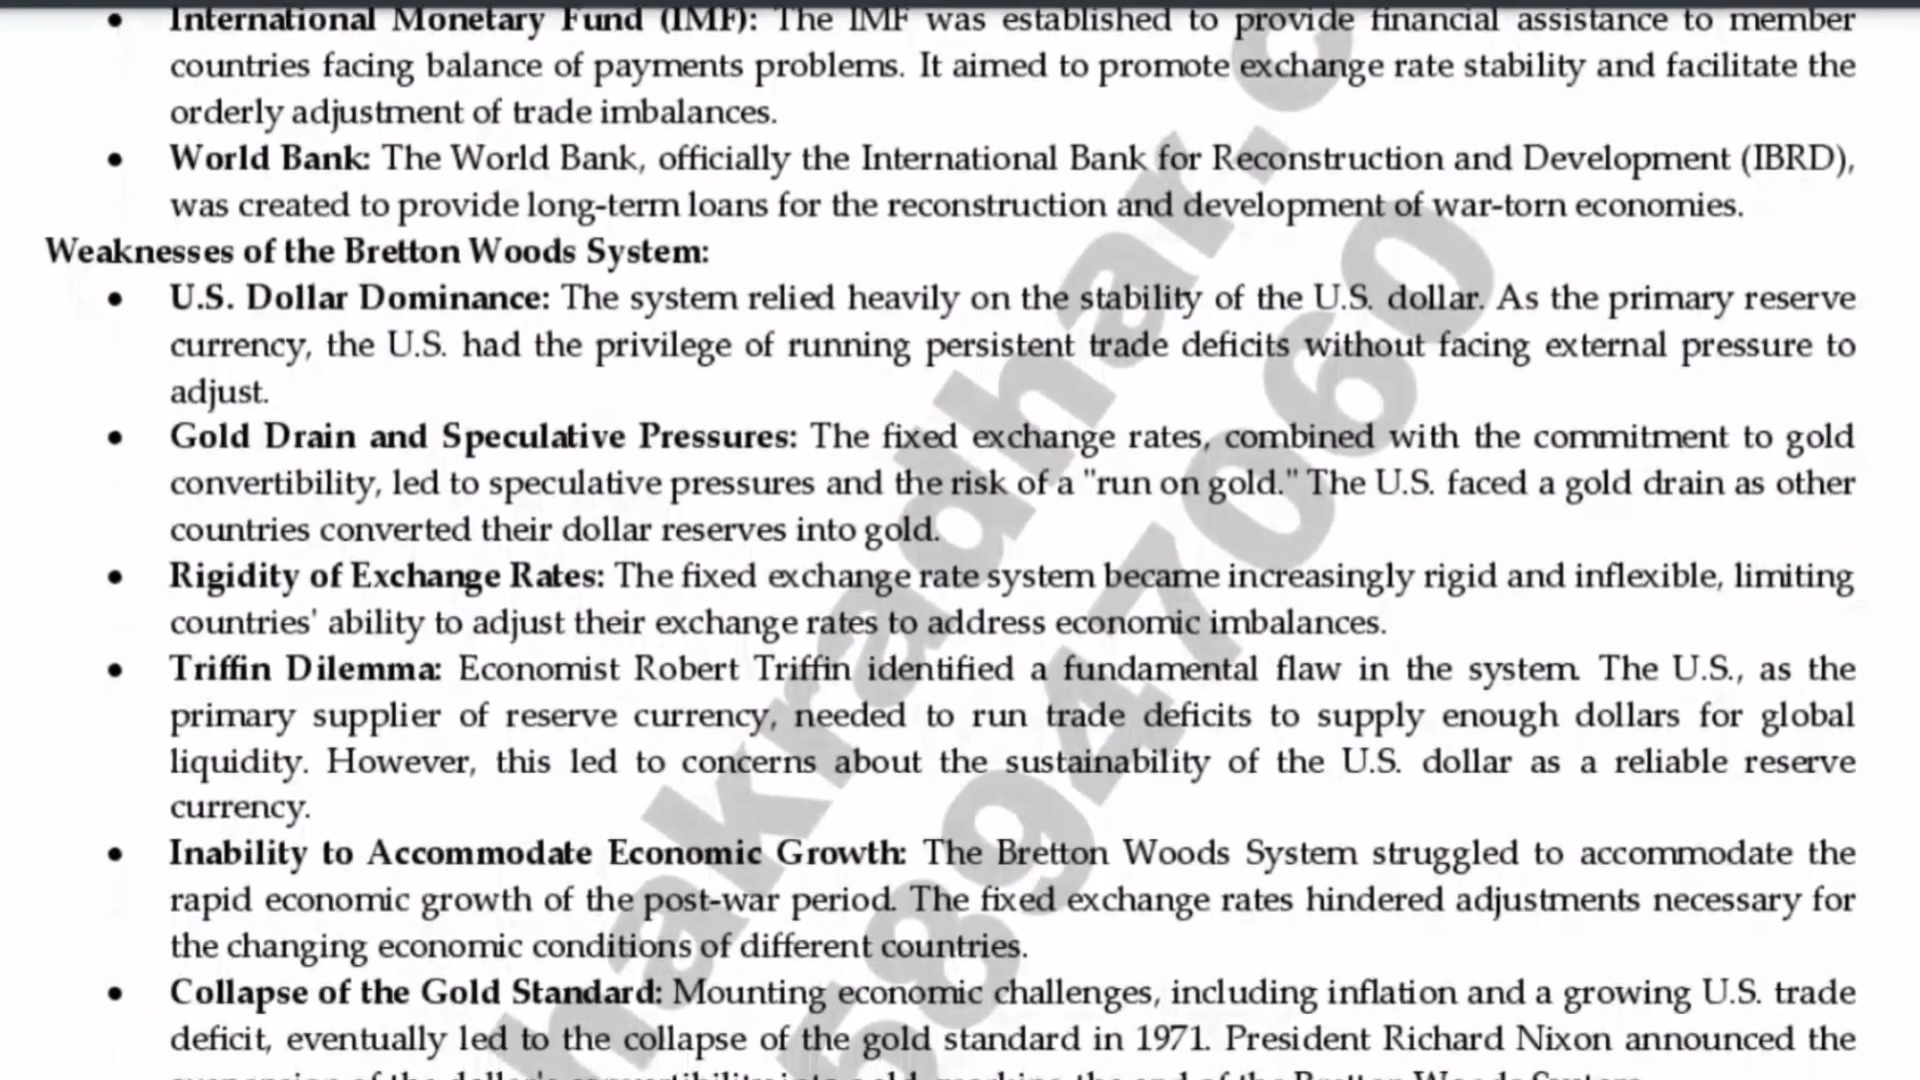 • International Monetary Fund (IMF): The IMF was established to provide financial assistance to member
countries facing balance of payments problems. It aimed to promote exchange rate stability and facilitate the
orderly adjustment of trade imbalances.
• World Bank: The World Bank, officially the International Bank for Reconstruction and Development (IBRD),
was created to provide long-term loans for the reconstruction and development of war-torn economies.
Weaknesses of the Bretton Woods System:
• U.S. Dollar Dominance: The system relied heavily on the stability of the U.S. dollar. As the primary reserve
currency, the U.S. had the privilege of running persistent trade deficits without facing external pressure to
adjust.
• Gold Drain and Speculative Pressures: The fixed exchange rates, combined with the commitment to gold
convertibility, led to speculative pressures and the risk of a "run on gold." The U.S. faced a gold drain as other
countries converted their dollar reserves into gold.
• Rigidity of Exchange Rates: The fixed exchange rate system became increasingly rigid and inflexible, limiting
countries' ability to adjust their exchange rates to address economic imbalances.
• Triffin Dilemma: Economist Robert Triffin identified a fundamental flaw in the system. The U.S., as the
primary supplier of reserve currency, needed to run trade deficits to supply enough dollars for global
liquidity. However, this led to concerns about the sustainability of the U.S. dollar as a reliable reserve
currency.
• Inability to Accommodate Economic Growth: The Bretton Woods System struggled to accommodate the
rapid economic growth of the post-war period. The fixed exchange rates hindered adjustments necessary for
the changing economic conditions of different countries.
• Collapse of the Gold Standard: Mounting economic challenges, including inflation and a growing U.S. trade
deficit, eventually led to the collapse of the gold standard in 1971. President Richard Nixon announced the
hakradhar.c
58947060